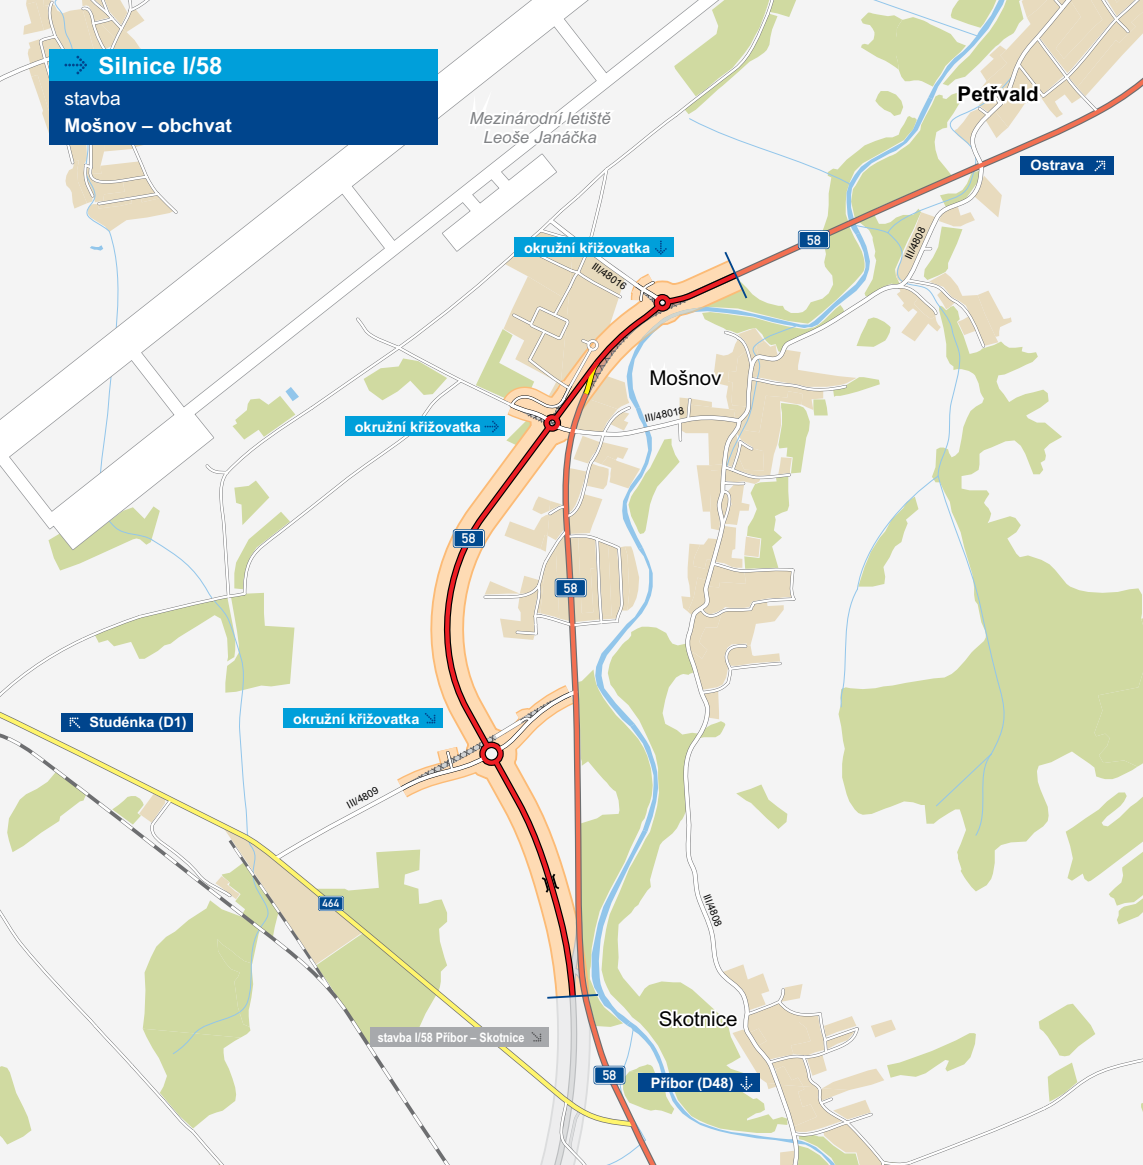 Silnice I/58
stavba
Mošnov – obchvat
Petřvald
Mezinárodní letiště
Leoše Janáčka
Ostrava
58
III/4808
okružní křižovatka
III/48016
Mošnov
III/48018
okružní křižovatka
58
58
okružní křižovatka
Studénka (D1)
III/4809
464
III/4808
Skotnice
stavba I/58 Příbor – Skotnice
58
Příbor (D48)